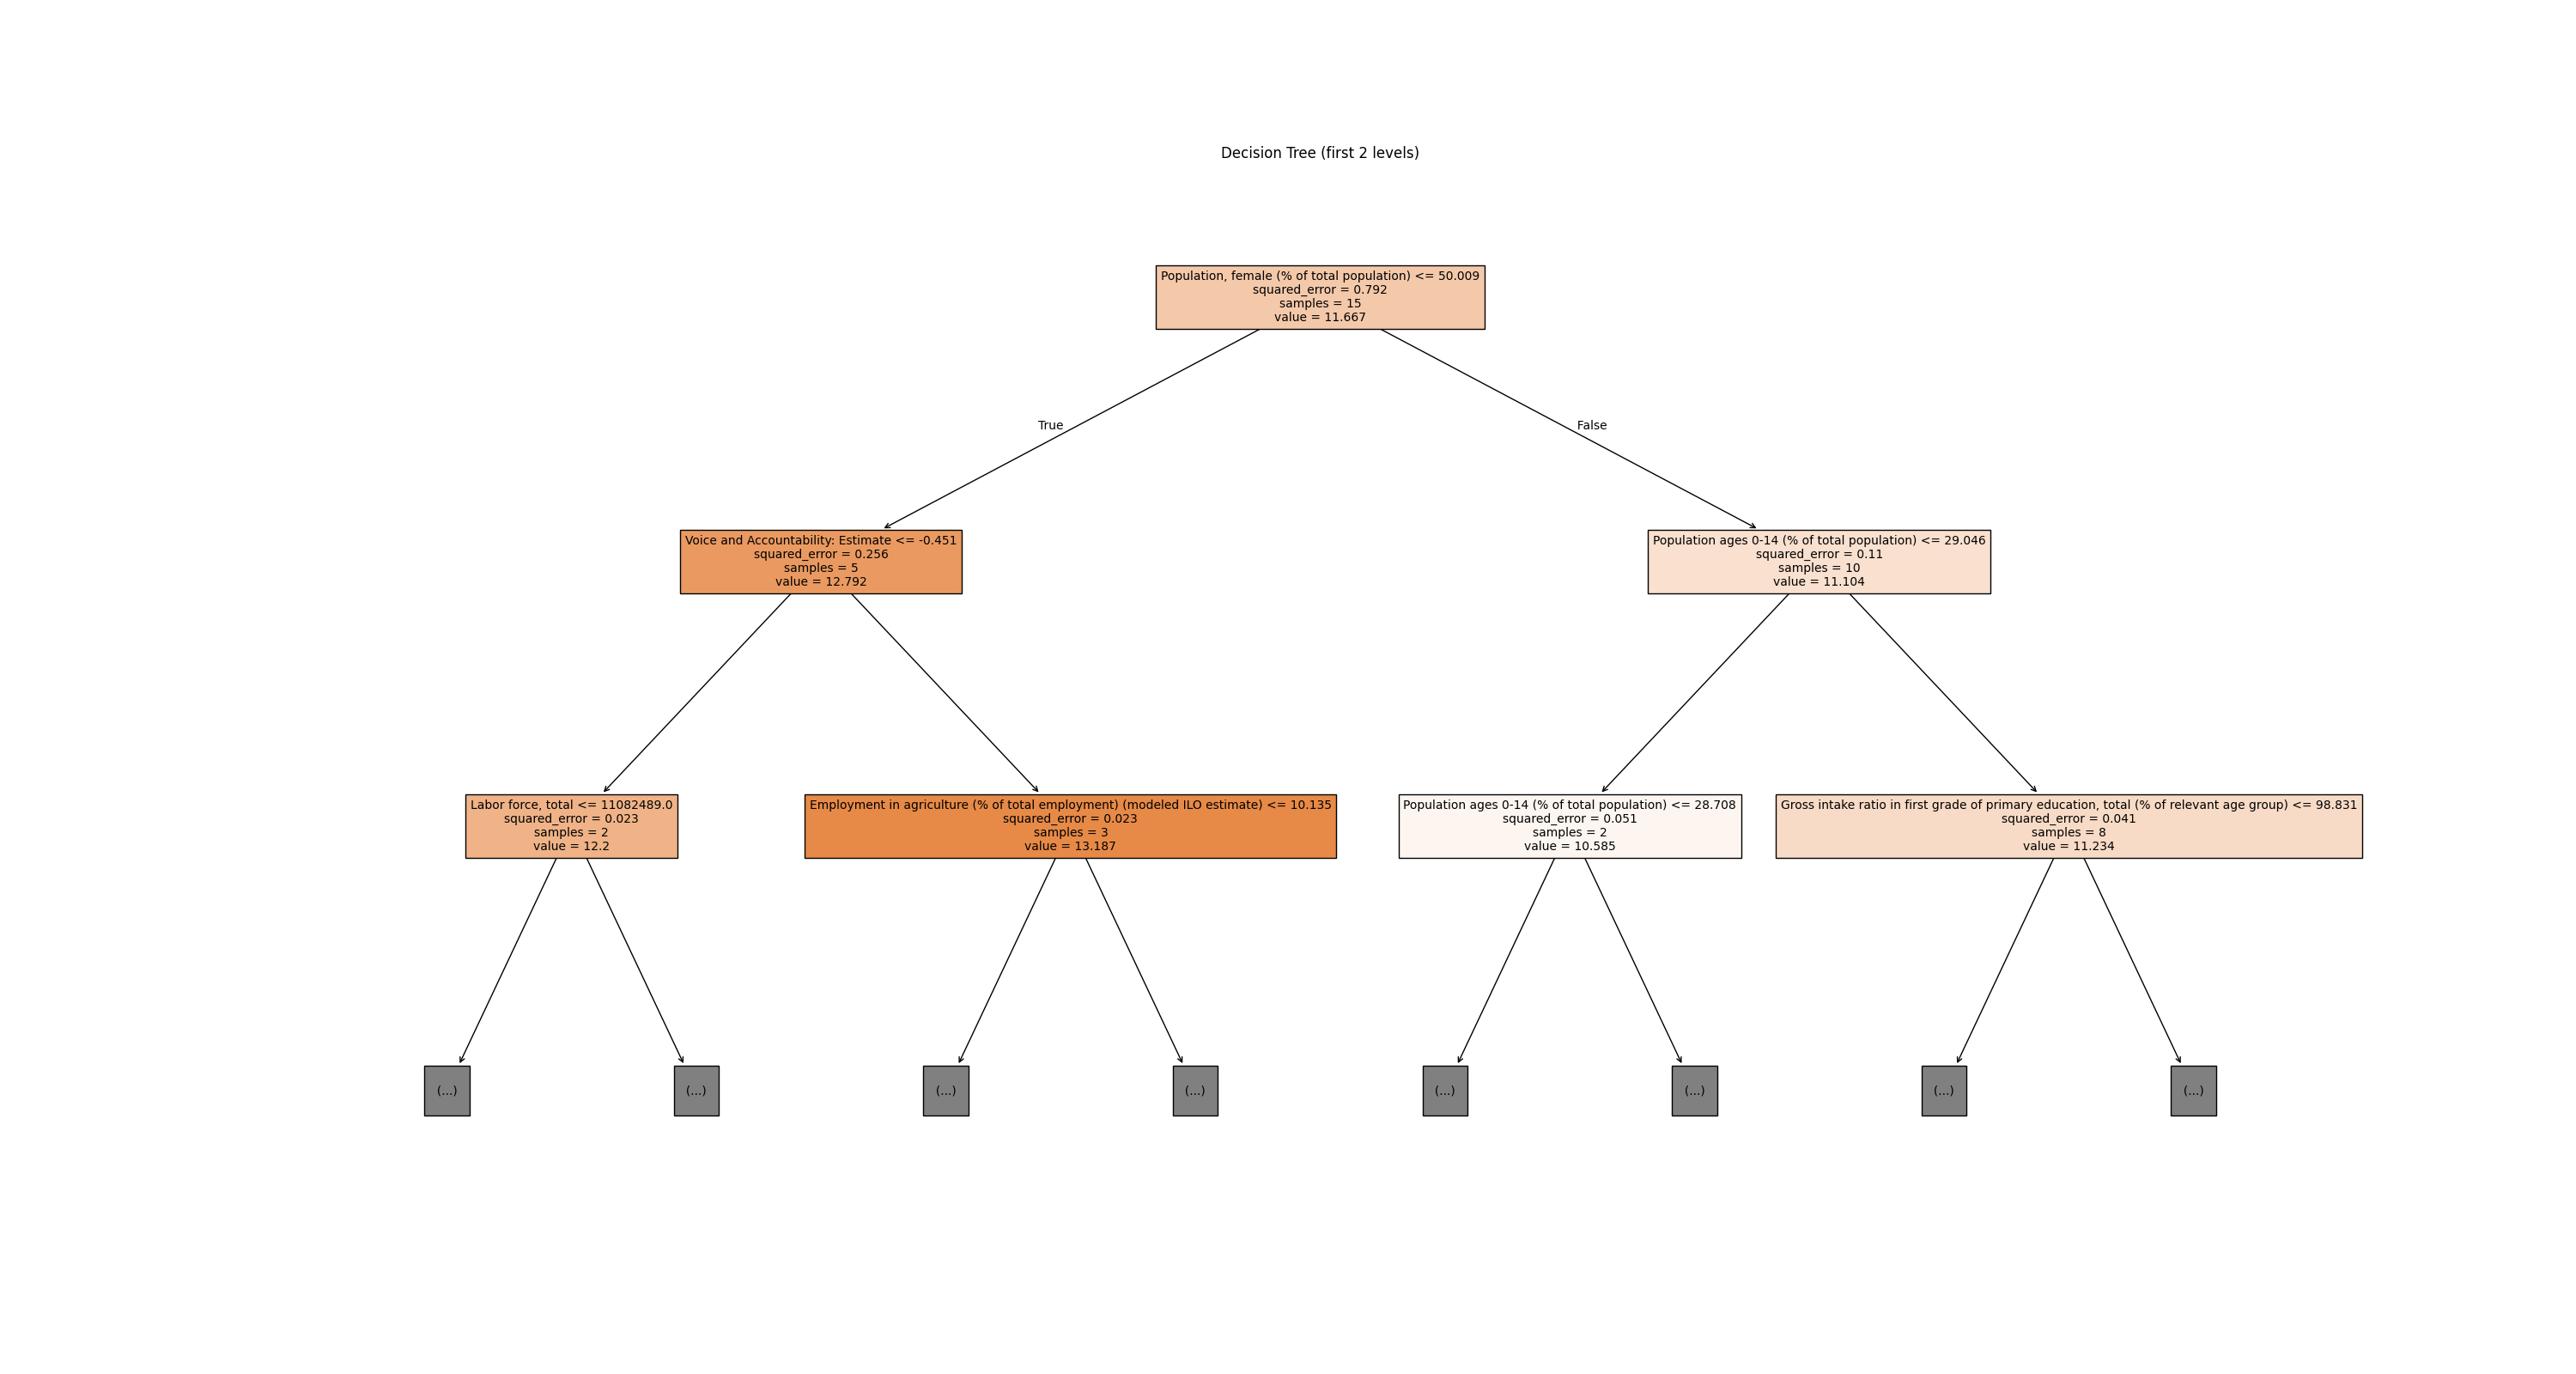 Decision Tree (first 2 levels)
Population, female (% of total population) <= 50.009
squared_error = 0.792
samples = 15
value = 11.667
True
False
Voice and Accountability: Estimate <= -0.451
squared_error = 0.256
samples = 5
value = 12.792
Population ages 0-14 (% of total population) <= 29.046
squared_error = 0.11
samples = 10
value = 11.104
Labor force, total <= 11082489.0
squared_error = 0.023
samples = 2
value = 12.2
Employment in agriculture (% of total employment) (modeled ILO estimate) <= 10.135
squared_error = 0.023
samples = 3
value = 13.187
Population ages 0-14 (% of total population) <= 28.708
squared_error = 0.051
samples = 2
value = 10.585
Gross intake ratio in first grade of primary education, total (% of relevant age group) <= 98.831
squared_error = 0.041
samples = 8
value = 11.234
(...)
(...)
(...)
(...)
(...)
(...)
(...)
(...)